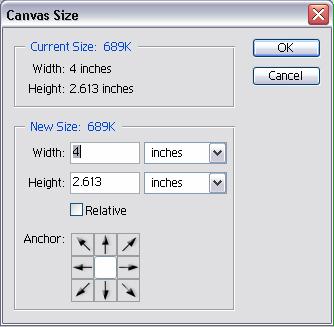 Canvas Size
Current Size: 689K
Width: 4 inches
Height: 2.613 inches
OK
Cancel
New Size: 689K
Width: 4 inches
Height: 2.613 inches
Relative
Anchor: